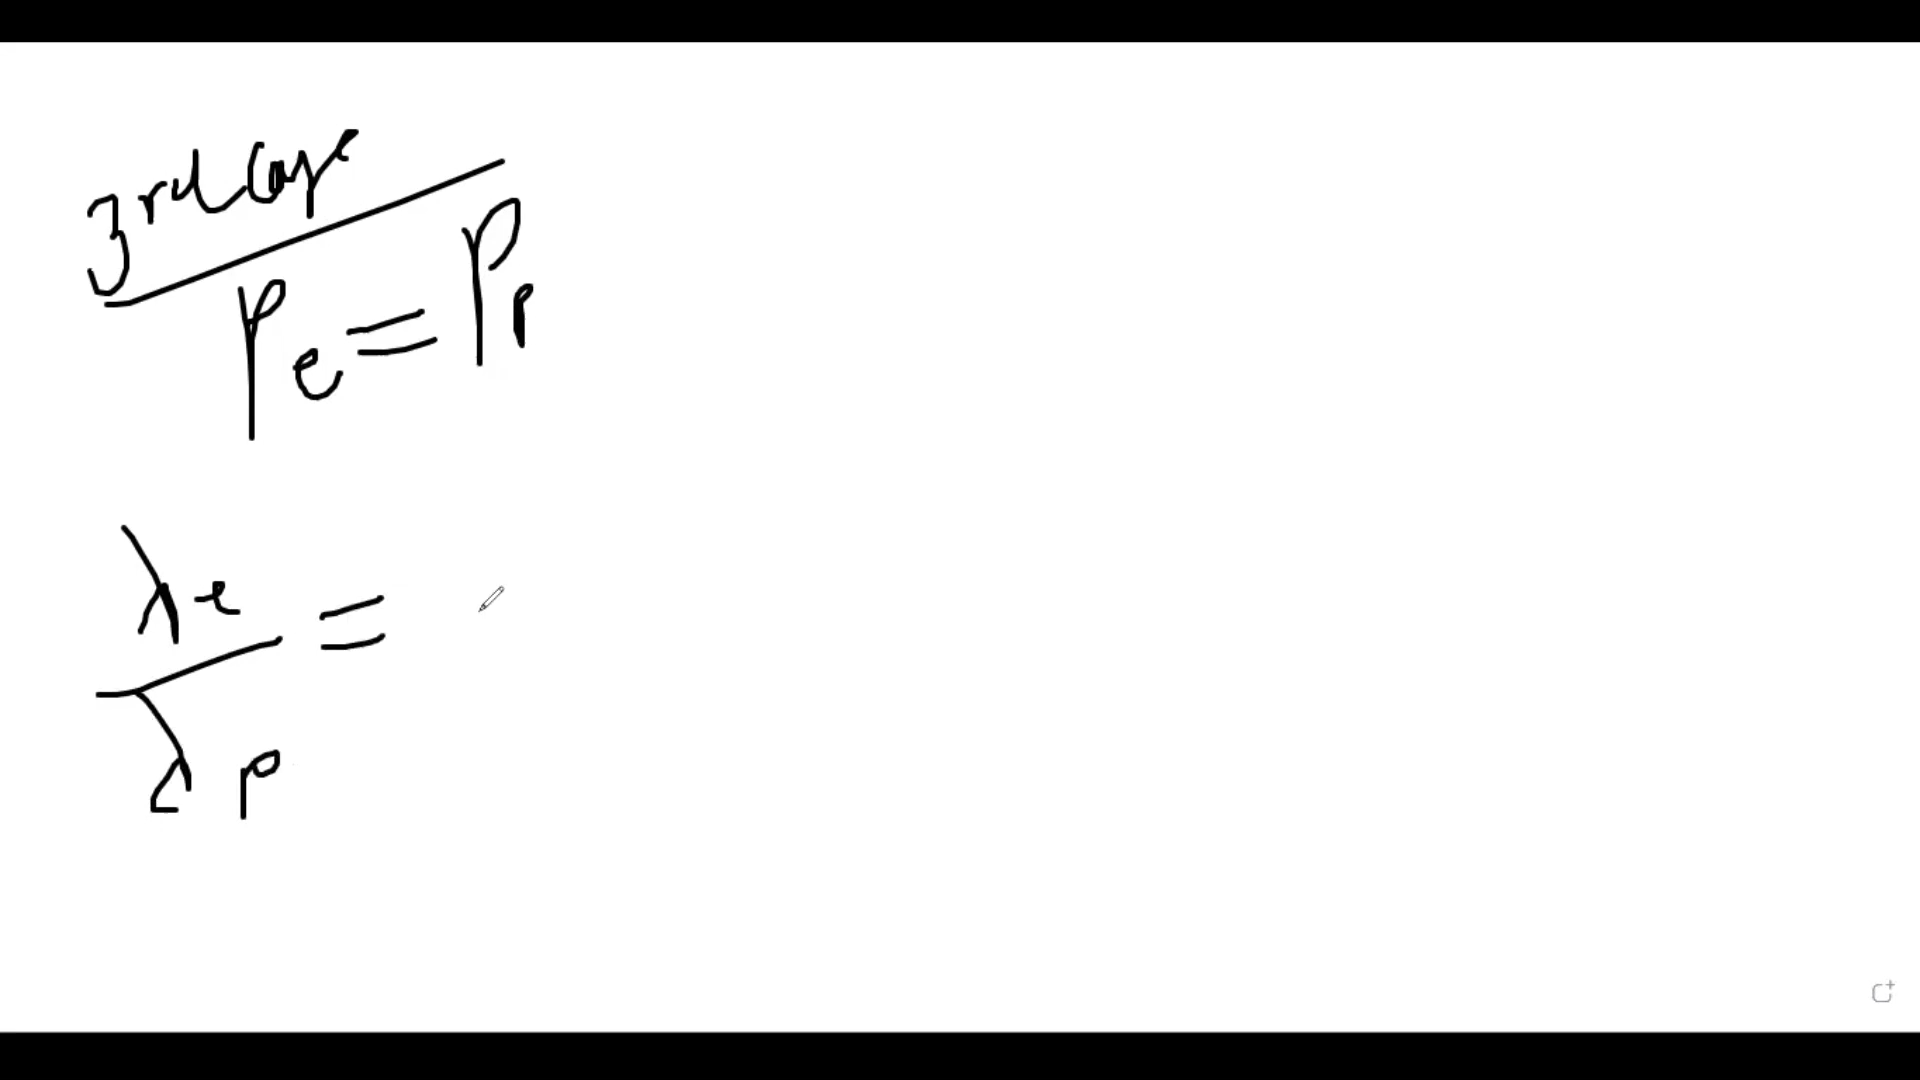 3rd Case
Pe = Pp
λe / λp =